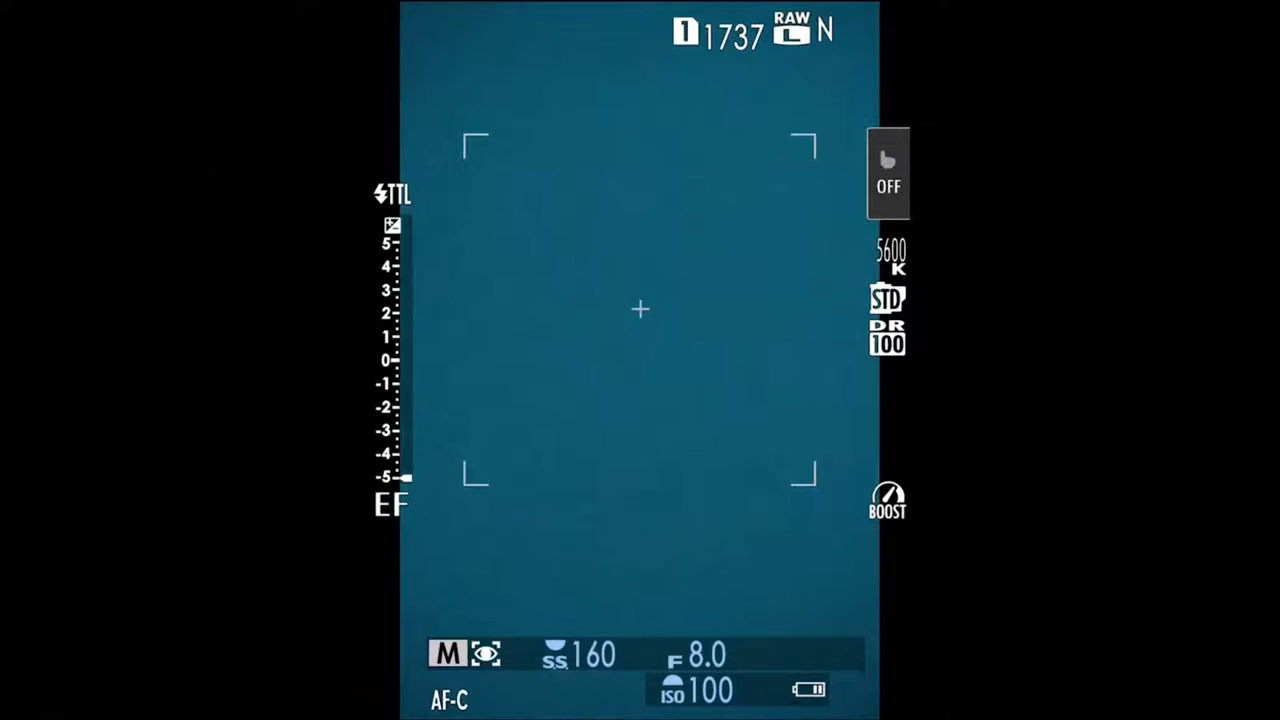 1 1737 RAW L N
TTL
OFF
5
4
3
2
1
0
-1
-2
-3
-4
-5
EF
5600
K
STD
DR
100
BOOST
M SS 160 F 8.0
AF-C ISO 100